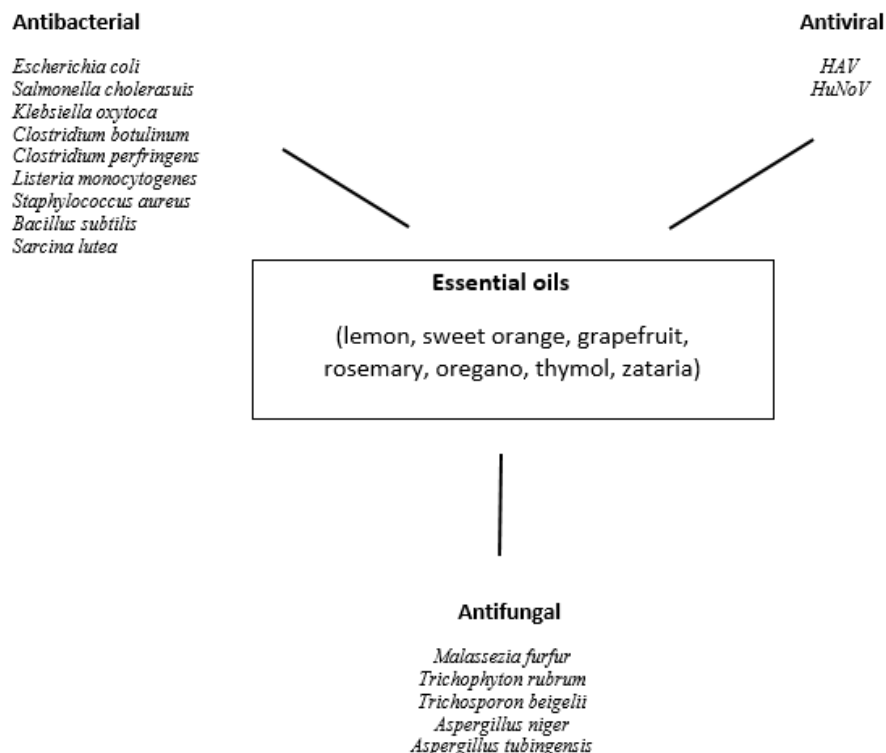 Antibacterial
Escherichia coli
Salmonella cholerasuis
Klebsiella oxytoca
Clostridium botulinum
Clostridium perfringens
Listeria monocytogenes
Staphylococcus aureus
Bacillus subtilis
Sarcina lutea
Antiviral
HAV
HuNoV
Essential oils
(lemon, sweet orange, grapefruit,
rosemary, oregano, thymol, zataria)
Antifungal
Malassezia furfur
Trichophyton rubrum
Trichosporon beigelii
Aspergillus niger
Aspergillus tubingensis